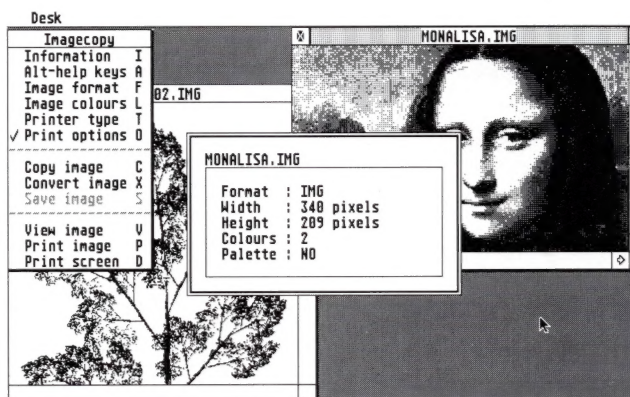 Desk
Imagecopy
Information I
Alt-help keys A
Image format F
Image colours L
Printer type T
✓ Print options O
Copy image C
Convert image X
Save image S
View image V
Print image P
Print screen D
02.IMG
MONALISA.IMG
MONALISA.IMG
Format : IMG
Width : 340 pixels
Height : 209 pixels
Colours : 2
Palette : NO